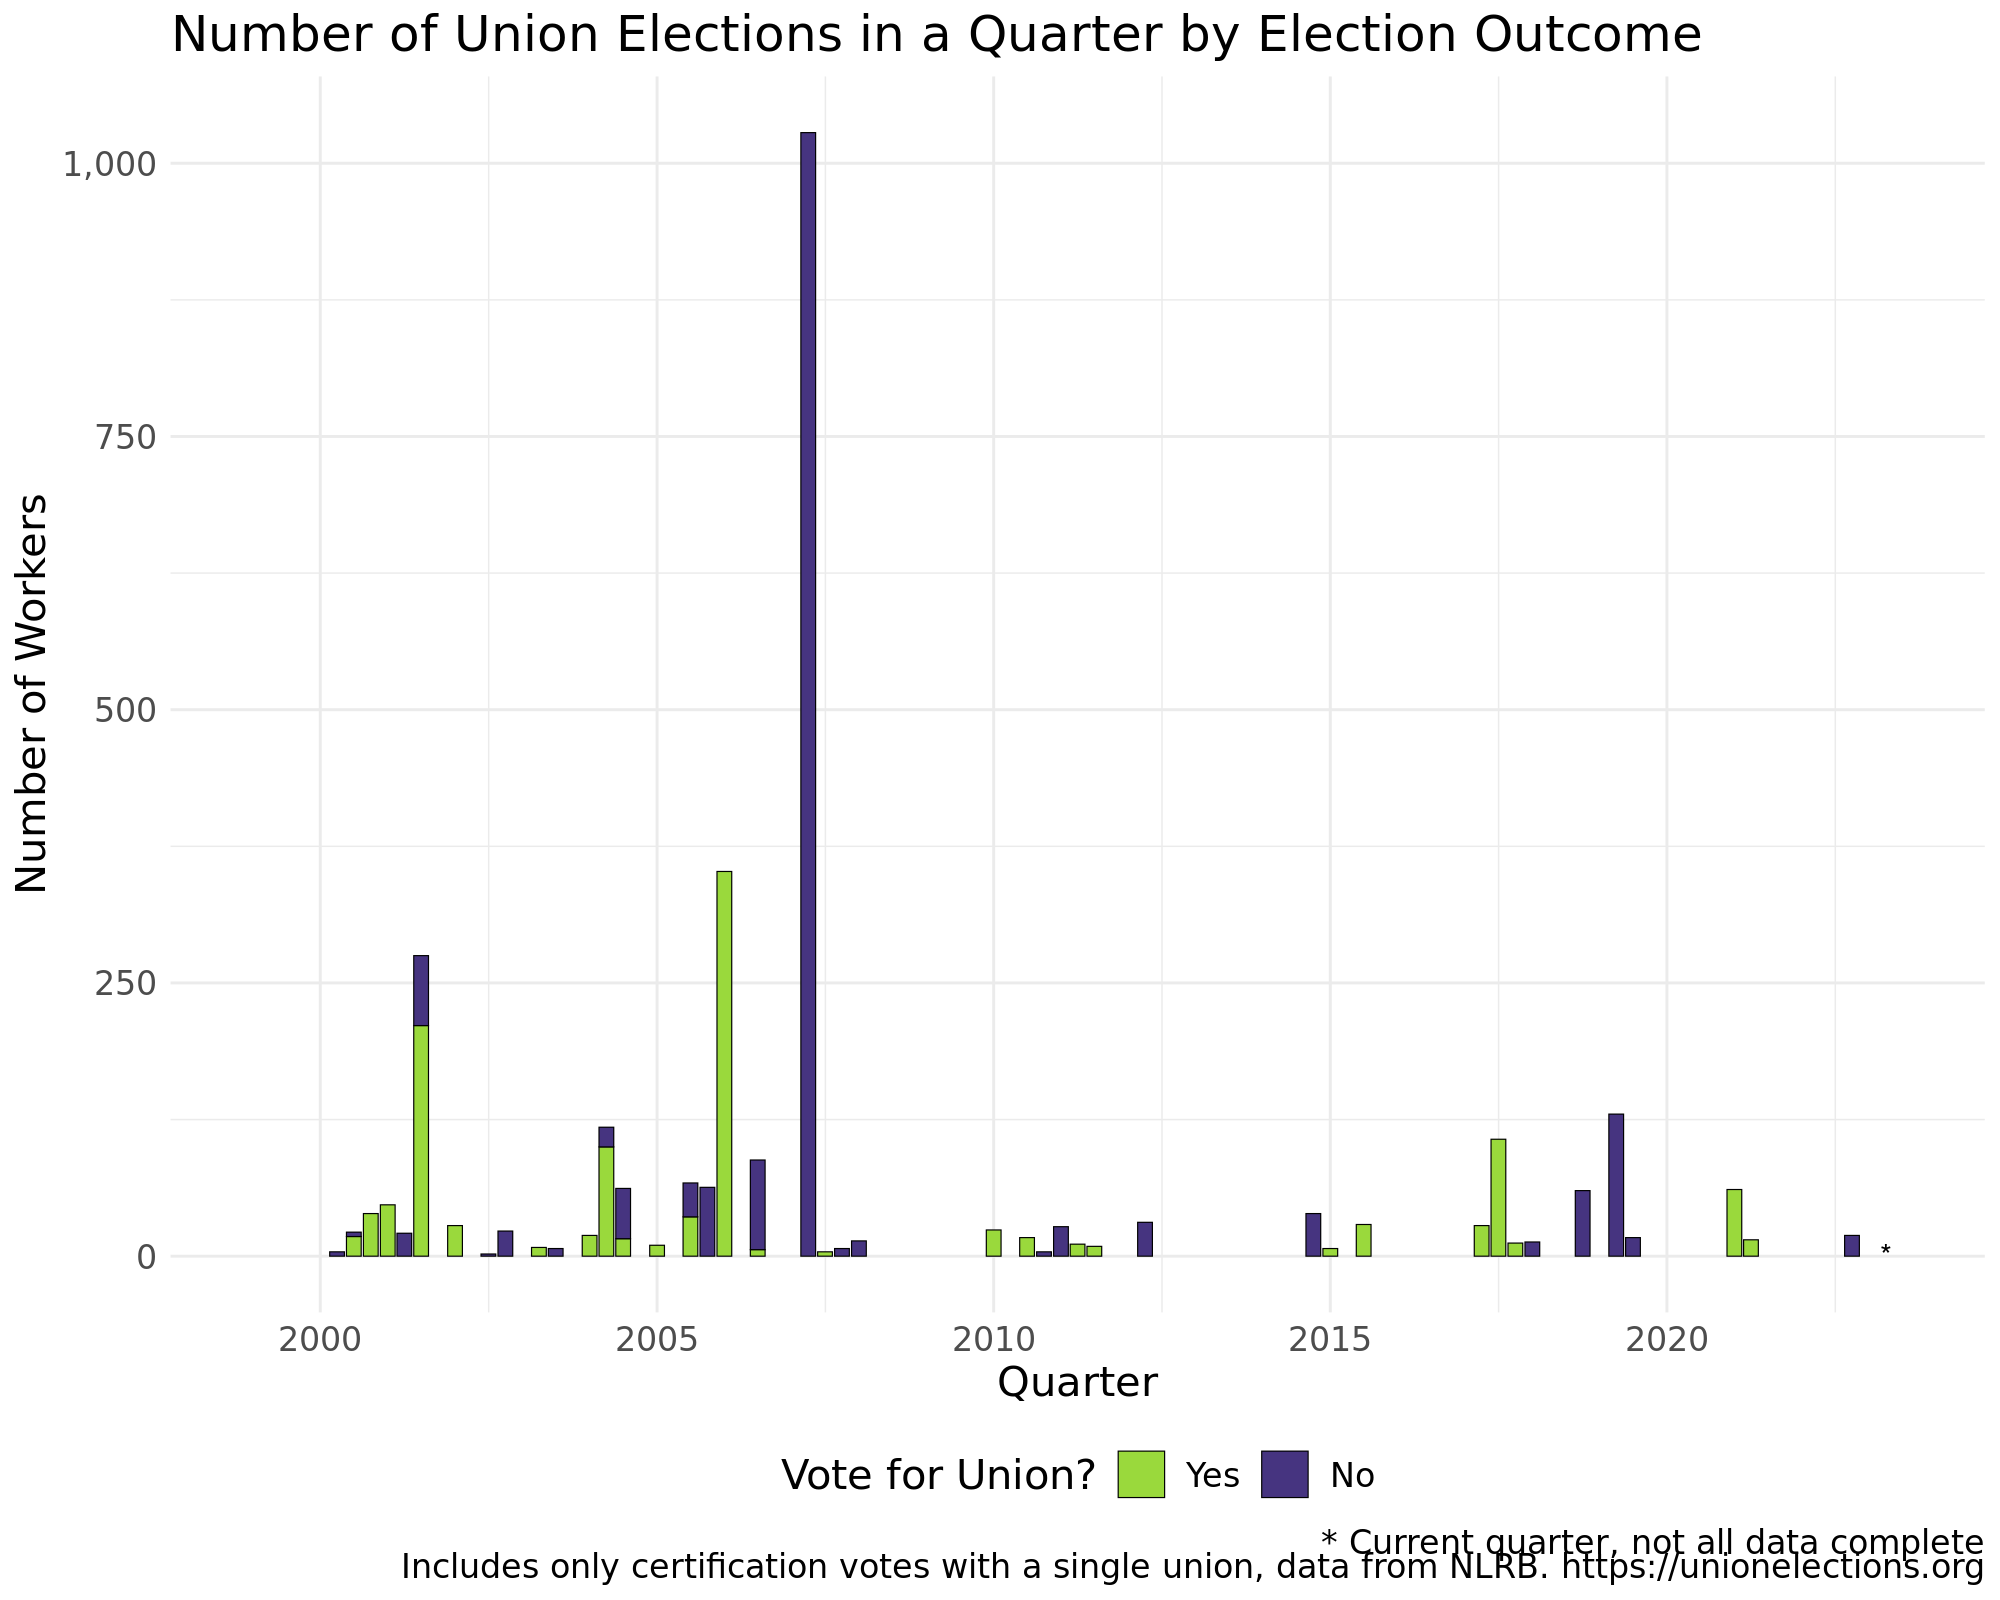 Number of Union Elections in a Quarter by Election Outcome
Number of Workers
1,000
750
500
250
0
*
2000 2005 2010 2015 2020
Quarter
Vote for Union? Yes No
* Current quarter, not all data complete
Includes only certification votes with a single union, data from NLRB. https://unionelections.org